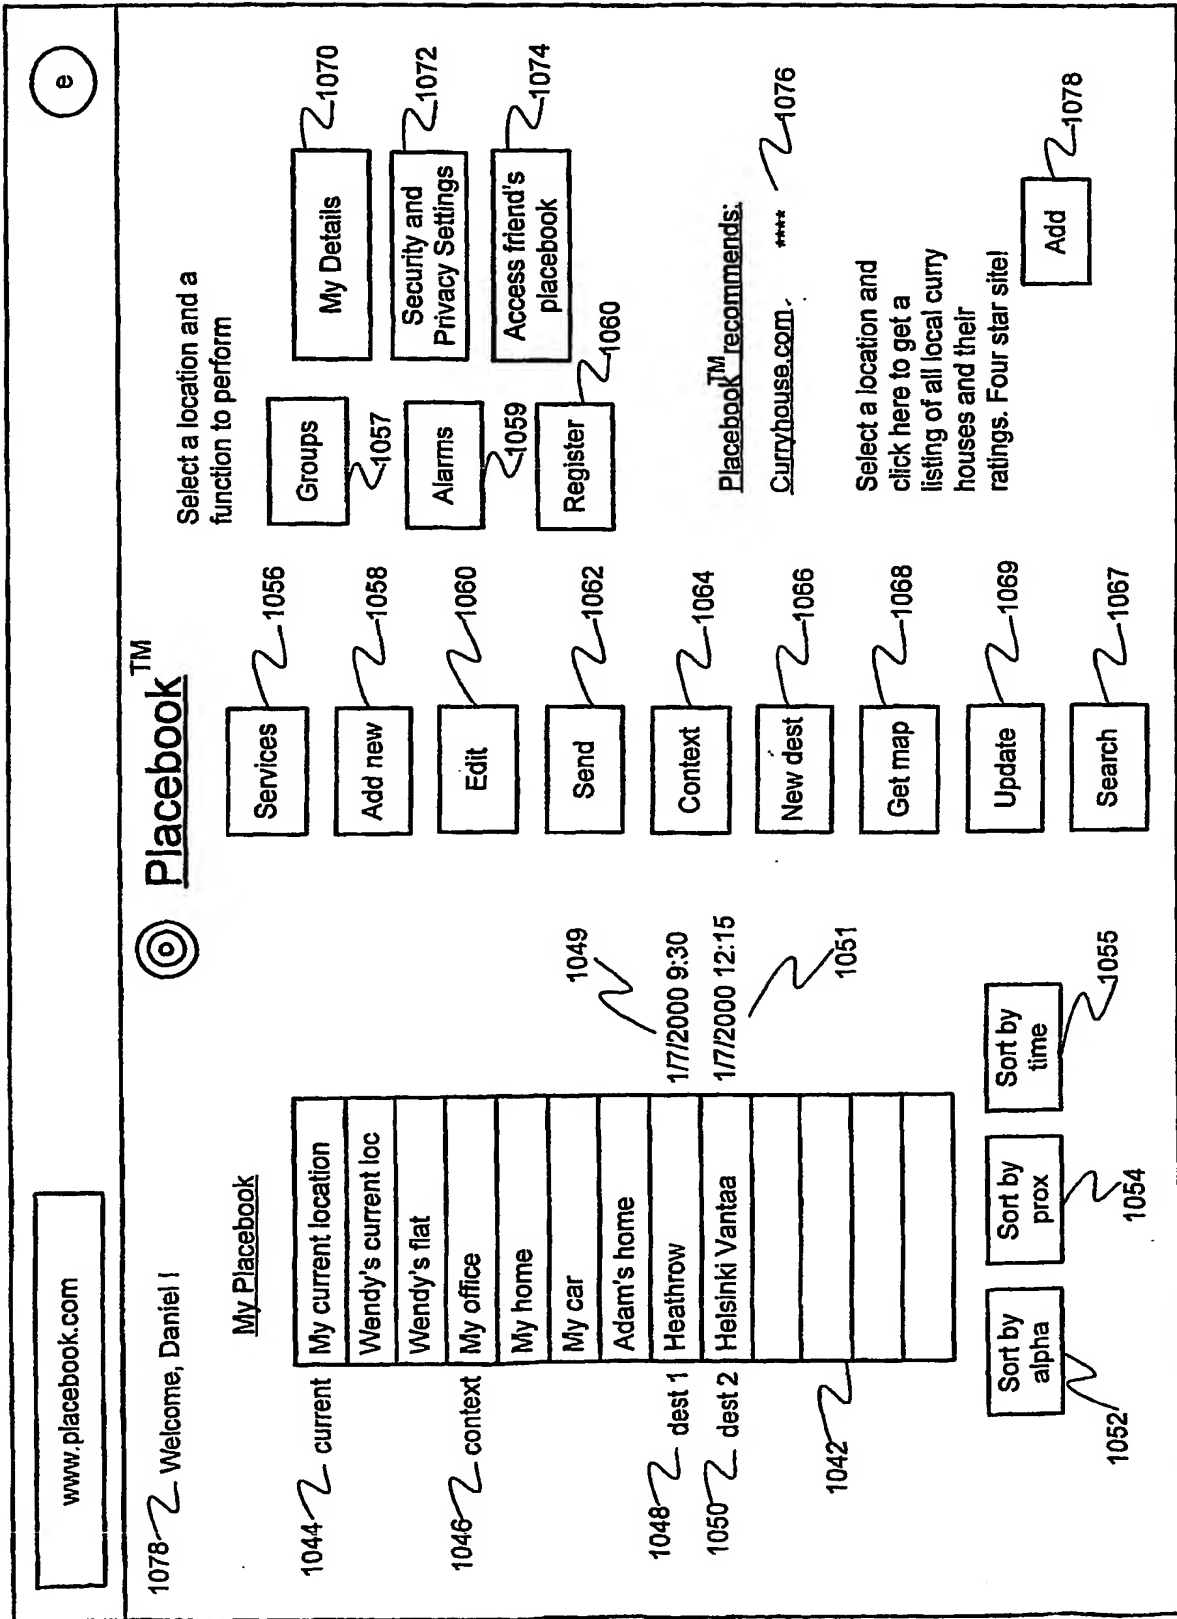 www.placebook.com
e
1078 Welcome, Daniel !
Placebook™
My Placebook
1044 current My current location
Wendy's current loc
Wendy's flat
1046 context My office
My home
My car
Adam's home
1048 dest 1 Heathrow 1/7/2000 9:30
1049
1050 dest 2 Helsinki Vantaa 1/7/2000 12:15
1051
1042
Sort by
alpha
1052
Sort by
prox
1054
Sort by
time
1055
Services 1056
Add new 1058
Edit 1060
Send 1062
Context 1064
New dest 1066
Get map 1068
Update 1069
Search 1067
Select a location and a
function to perform
Groups
1057
Alarms
1059
Register
1060
My Details
1070
Security and
Privacy Settings
1072
Access friend's
placebook
1074
Placebook™ recommends:
Curryhouse.com. **** 1076
Select a location and
click here to get a
listing of all local curry
houses and their
ratings. Four star site!
Add
1078